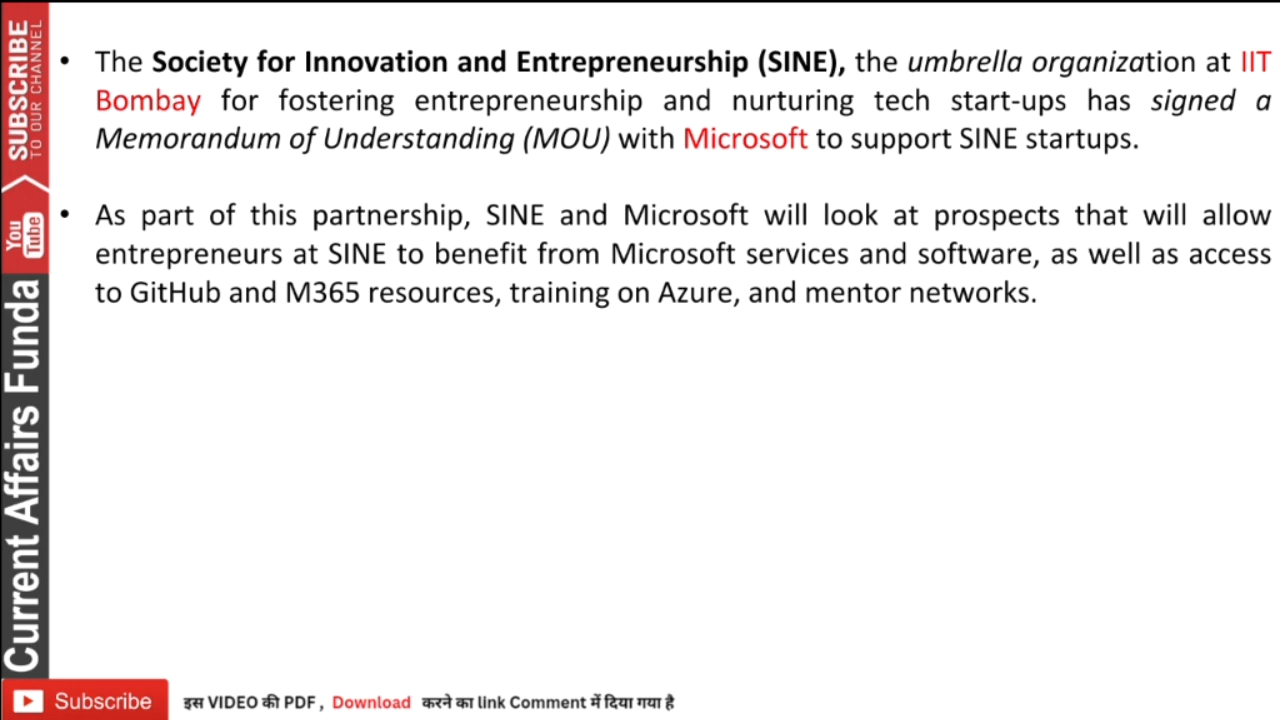 • The Society for Innovation and Entrepreneurship (SINE), the umbrella organization at IIT
Bombay for fostering entrepreneurship and nurturing tech start-ups has signed a
Memorandum of Understanding (MOU) with Microsoft to support SINE startups.
• As part of this partnership, SINE and Microsoft will look at prospects that will allow
entrepreneurs at SINE to benefit from Microsoft services and software, as well as access
to GitHub and M365 resources, training on Azure, and mentor networks.
SUBSCRIBE
TO OUR CHANNEL
You
Tube
Current Affairs Funda
Subscribe
इस VIDEO की PDF , Download करने का link Comment में दिया गया है